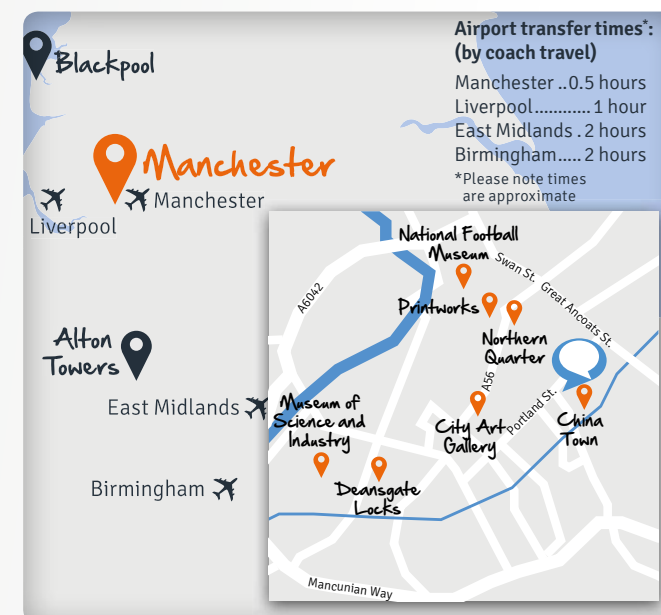 Airport transfer times*:
(by coach travel)
Manchester ..0.5 hours
Liverpool............1 hour
East Midlands . 2 hours
Birmingham..... 2 hours
*Please note times
are approximate
Blackpool
Manchester
Manchester
Liverpool
Alton
Towers
East Midlands
Birmingham
National Football
Museum
Swan St.
Great Ancoats St.
A6042
Printworks
Northern
Quarter
A56
Portland St.
Museum of
Science and
Industry
City Art
Gallery
China
Town
Deansgate
Locks
Mancunian Way